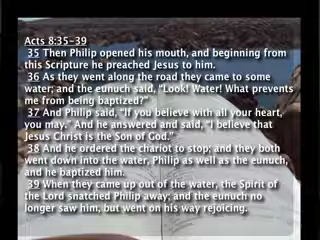 Acts 8:35-39
35 Then Philip opened his mouth, and beginning from
this Scripture he preached Jesus to him.
36 As they went along the road they came to some
water; and the eunuch said, “Look! Water! What prevents
me from being baptized?”
37 And Philip said, “If you believe with all your heart,
you may.” And he answered and said, “I believe that
Jesus Christ is the Son of God.”
38 And he ordered the chariot to stop; and they both
went down into the water, Philip as well as the eunuch,
and he baptized him.
39 When they came up out of the water, the Spirit of
the Lord snatched Philip away; and the eunuch no
longer saw him, but went on his way rejoicing.